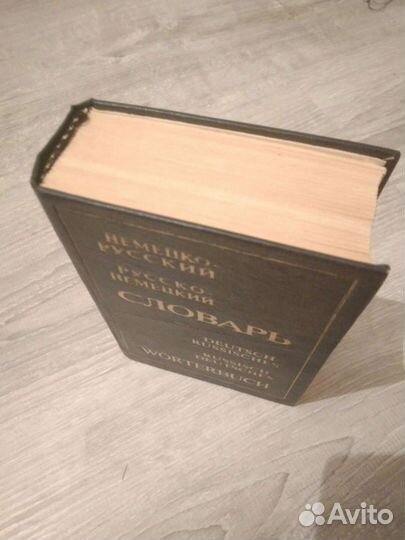 НЕМЕЦКО-
РУССКИЙ
РУССКО-
НЕМЕЦКИЙ
СЛОВАРЬ
DEUTSCH
RUSSISCHES
RUSSISCH
DEUTSCHES
WÖRTERBUCH
Avito